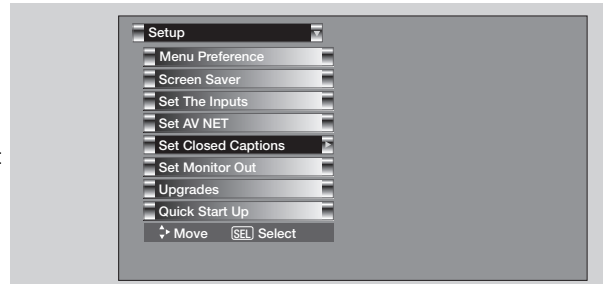 Setup
Menu Preference
Screen Saver
Set The Inputs
Set AV NET
Set Closed Captions
Set Monitor Out
Upgrades
Quick Start Up
Move SEL Select